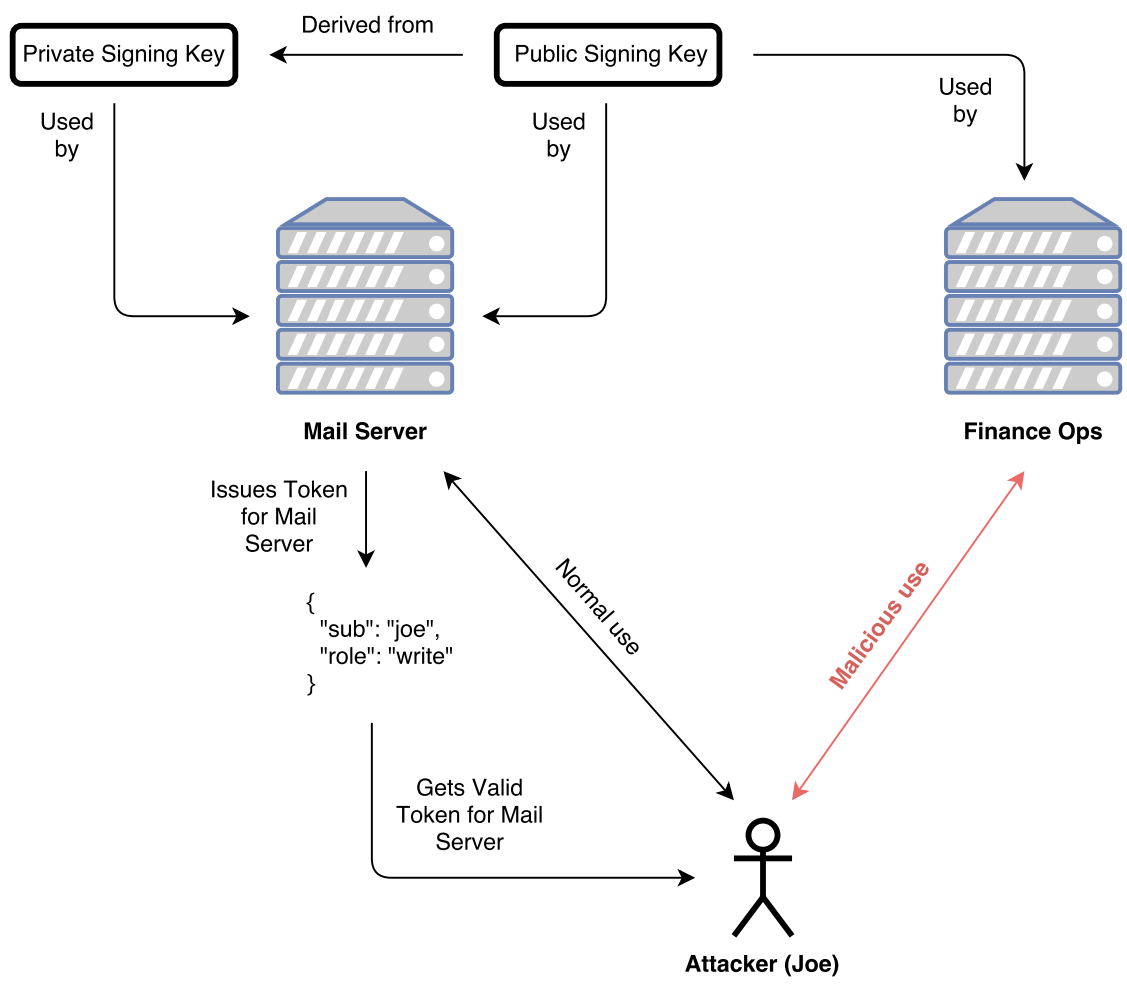 Derived from
Private Signing Key
Public Signing Key
Used
by
Used
by
Used
by
Mail Server
Finance Ops
Issues Token
for Mail
Server
{
"sub": "joe",
"role": "write"
}
Normal use
Malicious use
Gets Valid
Token for Mail
Server
Attacker (Joe)